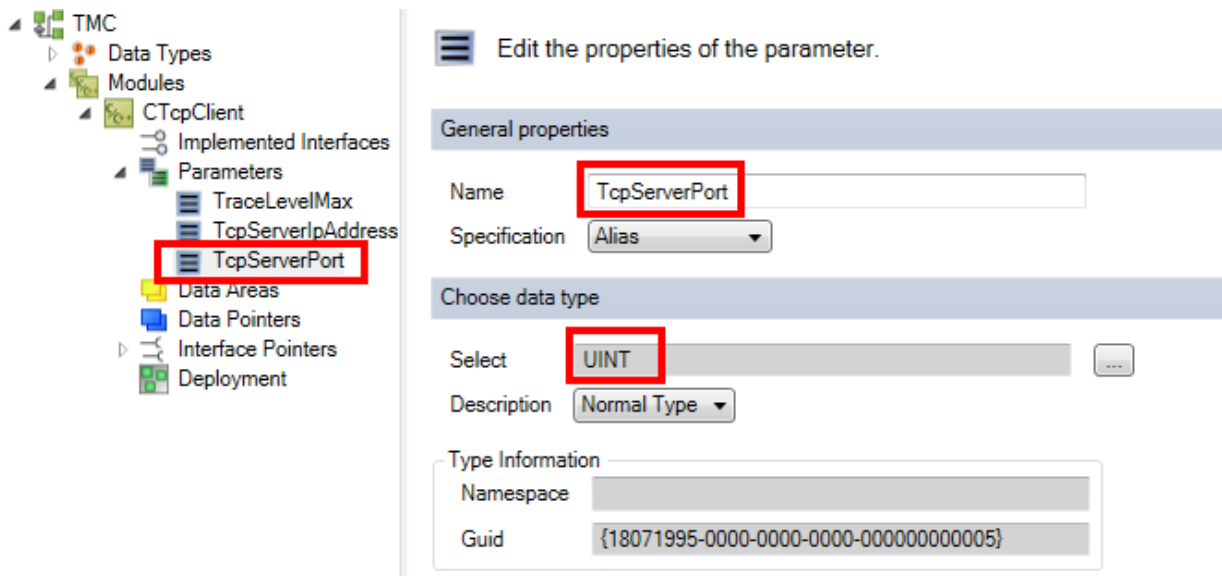 TMC
Data Types
Modules
CTcpClient
Implemented Interfaces
Parameters
TraceLevelMax
TcpServerIpAddress
TcpServerPort
Data Areas
Data Pointers
Interface Pointers
Deployment
Edit the properties of the parameter.
General properties
Name TcpServerPort
Specification Alias
Choose data type
Select UINT ...
Description Normal Type
Type Information
Namespace
Guid {18071995-0000-0000-0000-000000000005}